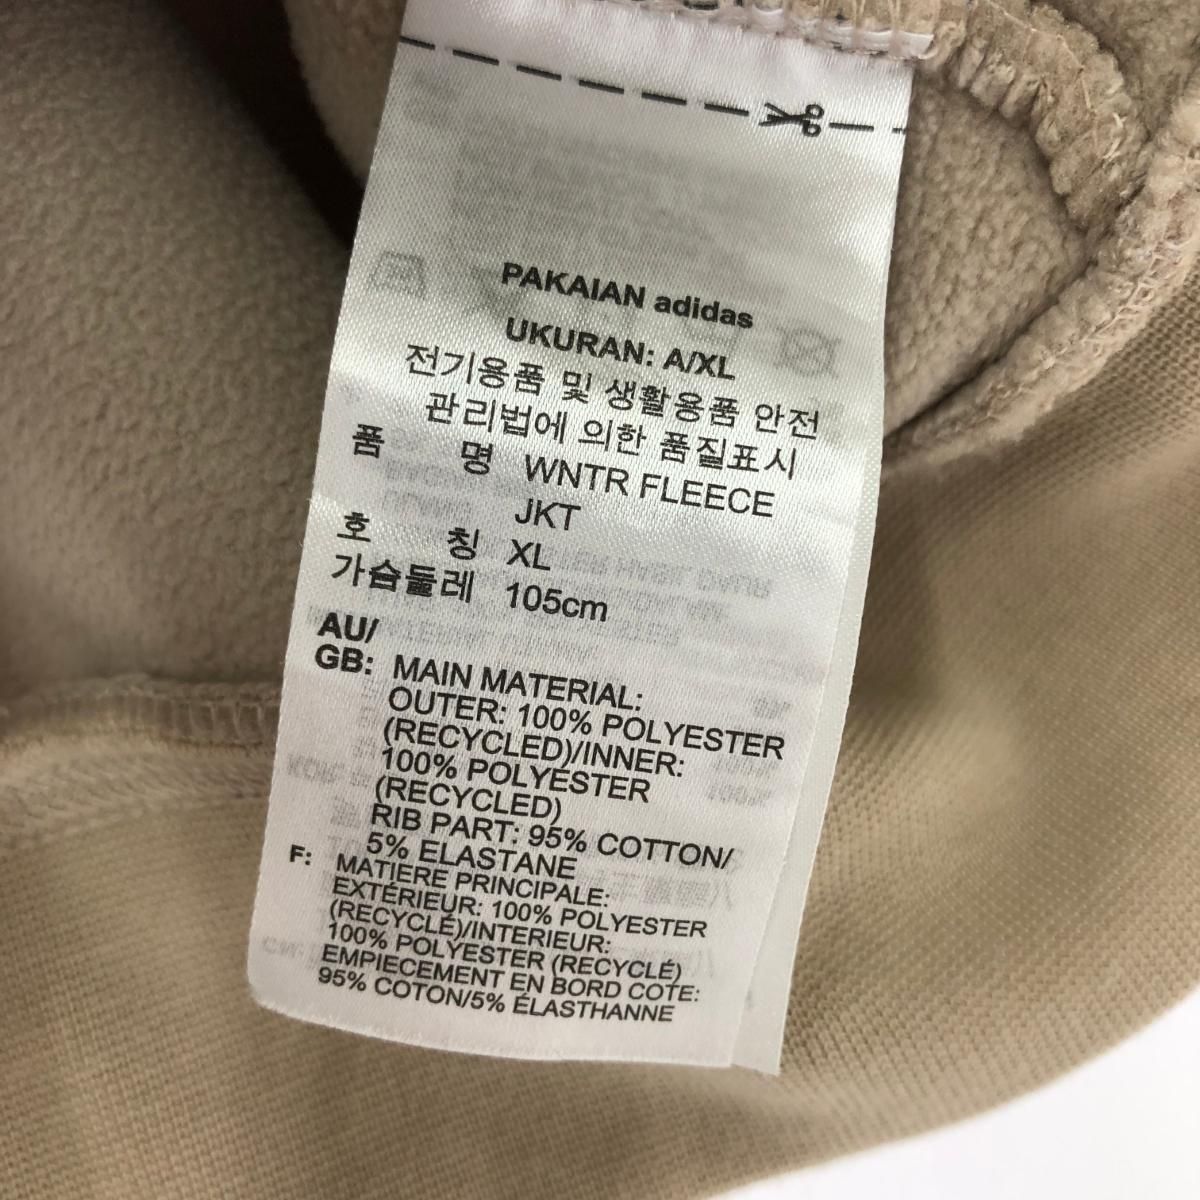 PAKAIAN adidas
UKURAN: A/XL
전기용품 및 생활용품 안전
관리법에 의한 품질표시
품 명 WNTR FLEECE
JKT
호 칭 XL
가슴둘레 105cm
AU/
GB: MAIN MATERIAL:
OUTER: 100% POLYESTER
(RECYCLED)/INNER:
100% POLYESTER
(RECYCLED)
RIB PART: 95% COTTON/
5% ELASTANE
F: MATIERE PRINCIPALE:
EXTÉRIEUR: 100% POLYESTER
(RECYCLÉ)/INTERIEUR:
100% POLYESTER (RECYCLÉ)
EMPIECEMENT EN BORD COTE:
95% COTON/5% ÉLASTHANNE